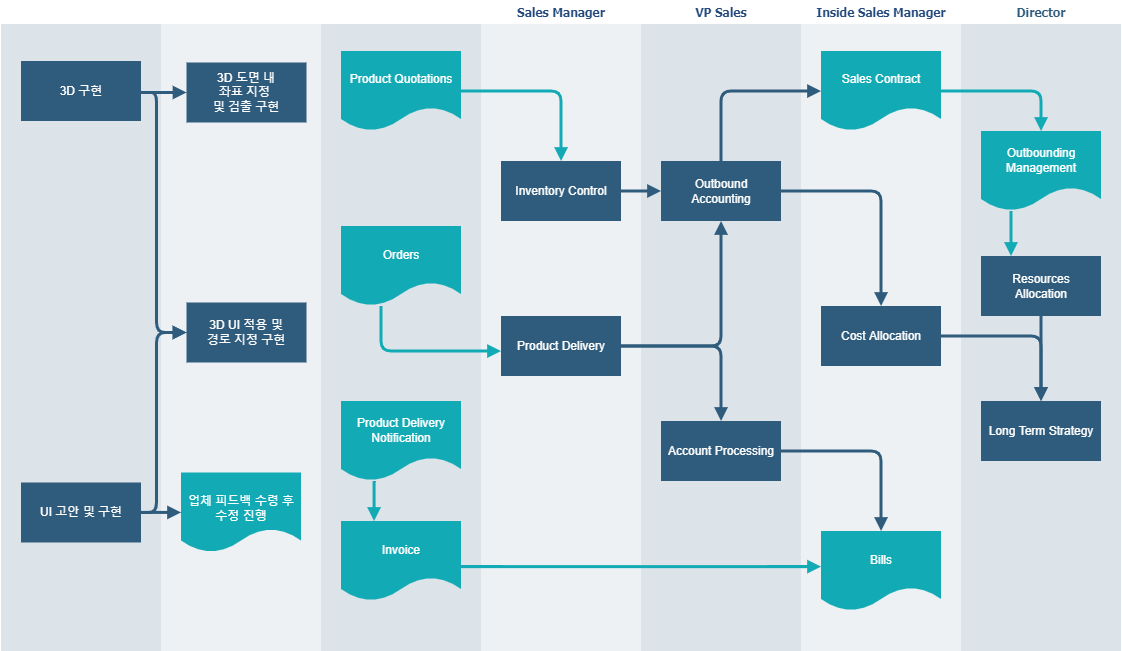 Sales Manager
VP Sales
Inside Sales Manager
Director
3D 구현
3D 도면 내
좌표 지정
및 검출 구현
Product Quotations
Sales Contract
Outbounding
Management
Inventory Control
Outbound
Accounting
Orders
Resources
Allocation
3D UI 적용 및
경로 지정 구현
Product Delivery
Cost Allocation
Product Delivery
Notification
Account Processing
Long Term Strategy
UI 고안 및 구현
업체 피드백 수령 후
수정 진행
Invoice
Bills